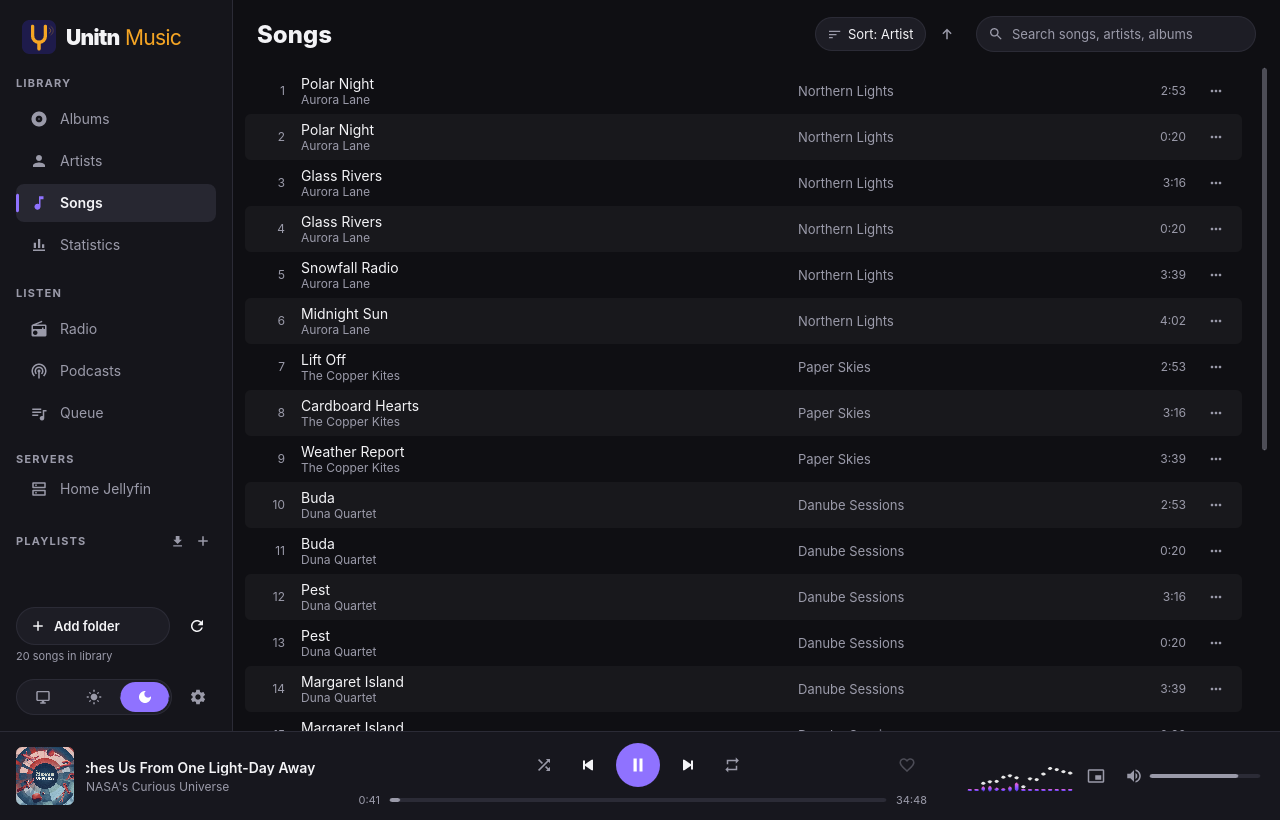 Unitn Music
LIBRARY
Albums
Artists
Songs
Statistics
LISTEN
Radio
Podcasts
Queue
SERVERS
Home Jellyfin
PLAYLISTS
Add folder
20 songs in library
Songs
Sort: Artist
Search songs, artists, albums
1 Polar Night Northern Lights 2:53
Aurora Lane
2 Polar Night Northern Lights 0:20
Aurora Lane
3 Glass Rivers Northern Lights 3:16
Aurora Lane
4 Glass Rivers Northern Lights 0:20
Aurora Lane
5 Snowfall Radio Northern Lights 3:39
Aurora Lane
6 Midnight Sun Northern Lights 4:02
Aurora Lane
7 Lift Off Paper Skies 2:53
The Copper Kites
8 Cardboard Hearts Paper Skies 3:16
The Copper Kites
9 Weather Report Paper Skies 3:39
The Copper Kites
10 Buda Danube Sessions 2:53
Duna Quartet
11 Buda Danube Sessions 0:20
Duna Quartet
12 Pest Danube Sessions 3:16
Duna Quartet
13 Pest Danube Sessions 0:20
Duna Quartet
14 Margaret Island Danube Sessions 3:39
Duna Quartet
Margaret Island
ches Us From One Light-Day Away
NASA's Curious Universe
0:41
34:48